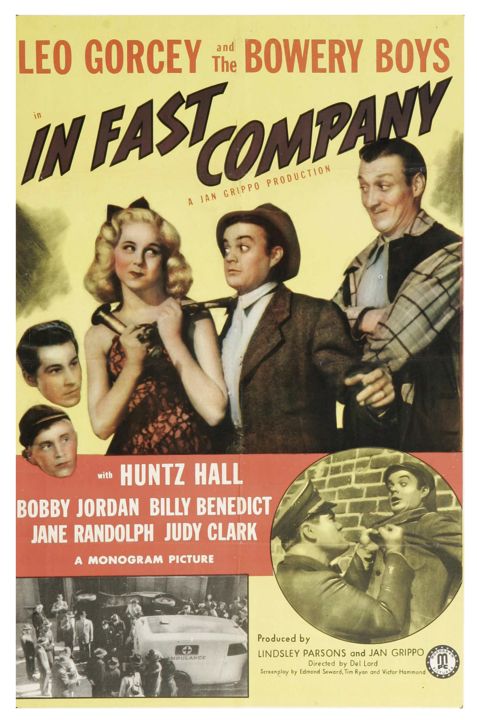 LEO GORCEY and The BOWERY BOYS
in
IN FAST COMPANY
A JAN GRIPPO PRODUCTION
with HUNTZ HALL
BOBBY JORDAN BILLY BENEDICT
JANE RANDOLPH JUDY CLARK
A MONOGRAM PICTURE
AMBULANCE
Produced by
LINDSLEY PARSONS and JAN GRIPPO
Directed by Del Lord
Screenplay by Edmond Seward, Tim Ryan and Victor Hammond